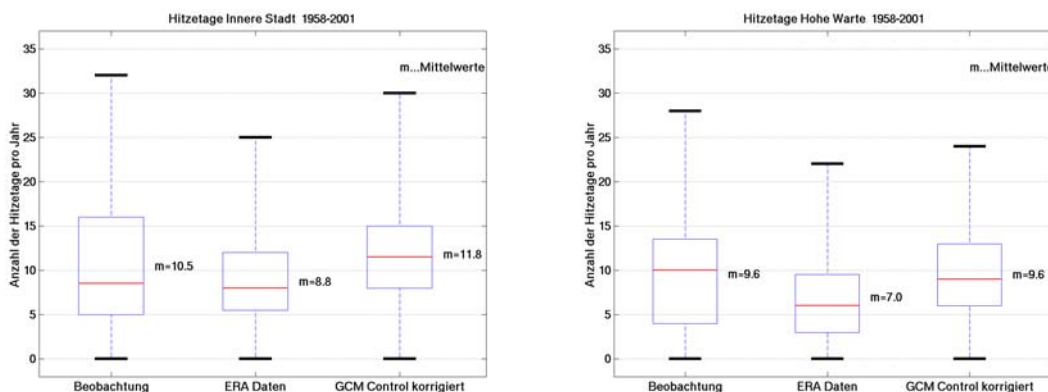 Hitzetage Innere Stadt 1958-2001
m...Mittelwerte
Anzahl der Hitzetage pro Jahr
35
30
25
20
15
10
5
0
m=10.5
m=8.8
m=11.8
Beobachtung ERA Daten GCM Control korrigiert
Hitzetage Hohe Warte 1958-2001
m...Mittelwerte
Anzahl der Hitzetage pro Jahr
35
30
25
20
15
10
5
0
m=9.6
m=7.0
m=9.6
Beobachtung ERA Daten GCM Control korrigiert